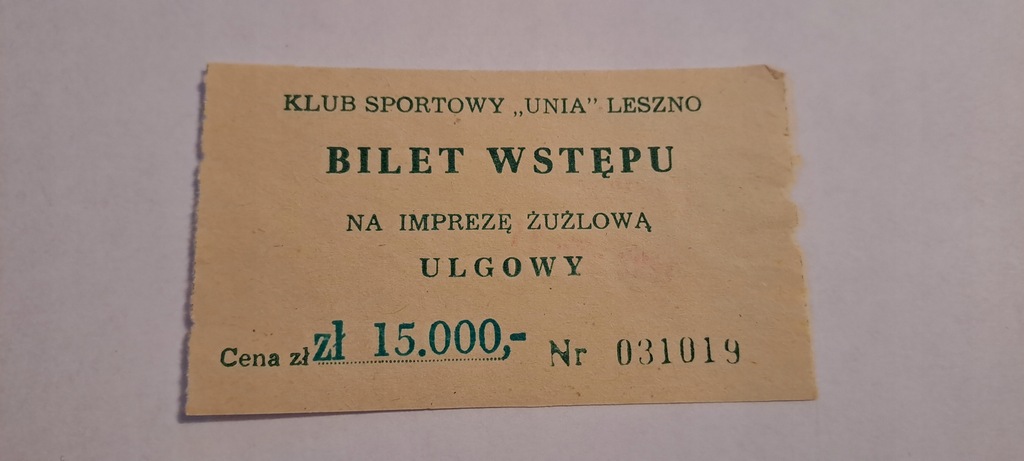 KLUB SPORTOWY „UNIA” LESZNO
BILET WSTĘPU
NA IMPREZĘ ŻUŻLOWĄ
ULGOWY
Cena zł zł 15.000,- Nr 031019